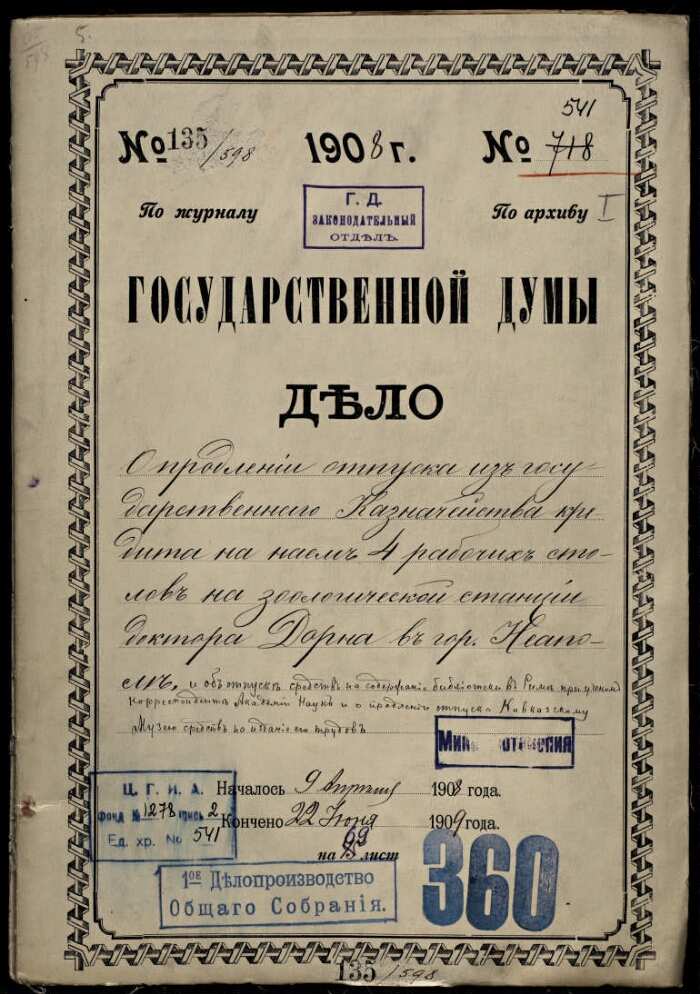 5.
541
№ 135/598 1908 г. № 718
По журналу По архиву I
Г. Д.
ЗАКОНОДАТЕЛЬНЫЙ
ОТДѢЛЪ.
ГОСУДАРСТВЕННОЙ ДУМЫ
ДѢЛО
О продленіи отпуска изъ госу-
дарственнаго Казначейства кре
дита на наемъ 4 рабочихъ сто-
ловъ на зоологической станціи
доктора Дорна въ гор. Неапо-
лѣ, и объ отпускѣ средствъ на содержаніе библіотеки въ Римѣ при ученомъ
Корреспондентѣ Академіи Наукъ и о продленіи отпуска Кавказскому
Музею средствъ на изданіе его трудовъ
Ц. Г. И. А.
фонд № 1278 опись 2
Ед. хр. № 541
Началось 9 Апрѣля 1908 года.
Кончено 22 Іюня 1909 года.
на 69 лист
360
1ОЕ Дѣлопроизводство
Общаго Собранія.
135/598